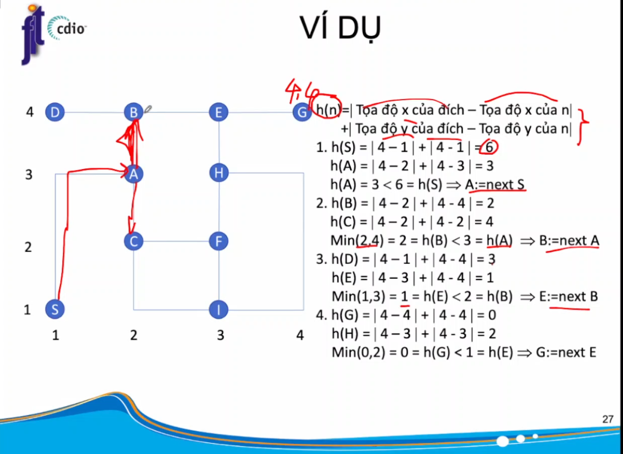 cdio
VÍ DỤ
4,4
4 D B E G
3 A H
2 C F
1 S I
1 2 3 4
h(n)=| Tọa độ x của đích – Tọa độ x của n|
+| Tọa độ y của đích – Tọa độ y của n|
1. h(S) = | 4 – 1 | + | 4 - 1 | = 6
h(A) = | 4 – 2 | + | 4 - 3 | = 3
h(A) = 3 < 6 = h(S) ⇒ A:=next S
2. h(B) = | 4 – 2 | + | 4 - 4 | = 2
h(C) = | 4 – 2 | + | 4 - 2 | = 4
Min(2,4) = 2 = h(B) < 3 = h(A) ⇒ B:=next A
3. h(D) = | 4 – 1 | + | 4 - 4 | = 3
h(E) = | 4 – 3 | + | 4 - 4 | = 1
Min(1,3) = 1 = h(E) < 2 = h(B) ⇒ E:=next B
4. h(G) = | 4 – 4 | + | 4 - 4 | = 0
h(H) = | 4 – 3 | + | 4 - 3 | = 2
Min(0,2) = 0 = h(G) < 1 = h(E) ⇒ G:=next E
27